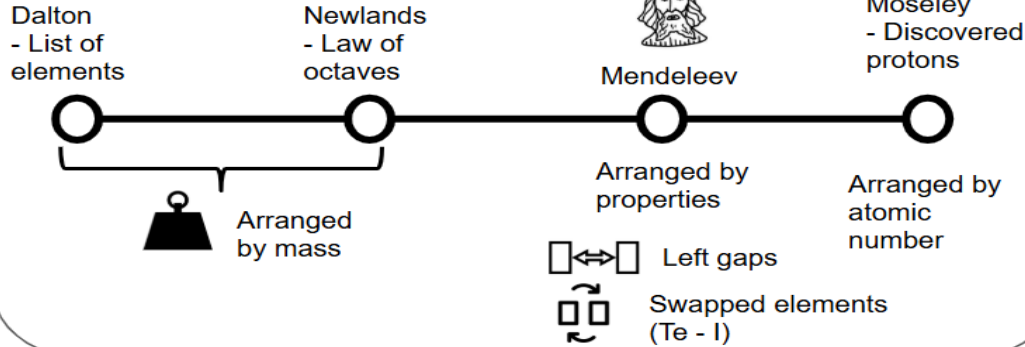 Dalton
- List of
elements
Newlands
- Law of
octaves
Mendeleev
Moseley
- Discovered
protons
Arranged
by mass
Arranged by
properties
Left gaps
Swapped elements
(Te - I)
Arranged by
atomic
number